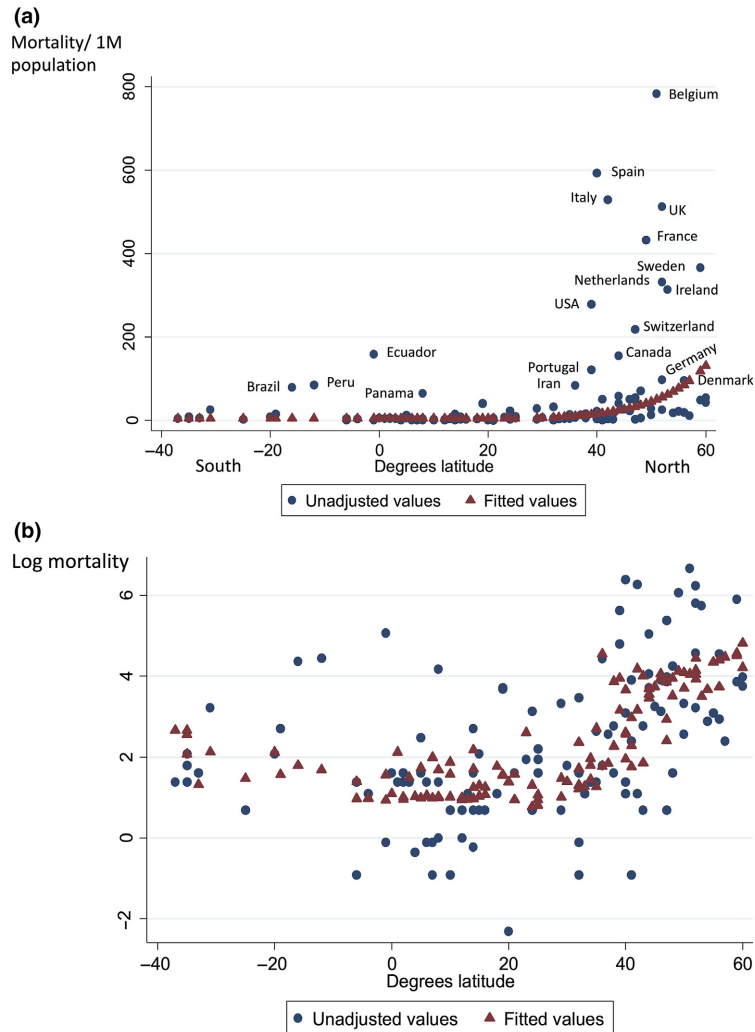 (a)
Mortality/ 1M
population
800
Belgium
Spain
600
Italy
UK
France
400
Sweden
Netherlands
Ireland
USA
Switzerland
200
Ecuador
Canada
Germany
Portugal
Brazil
Peru
Iran
Panama
Denmark
0
−40 −20 0 20 40 60
South Degrees latitude North
Unadjusted values Fitted values
(b)
Log mortality
6
4
2
0
−2
−40 −20 0 20 40 60
Degrees latitude
Unadjusted values Fitted values